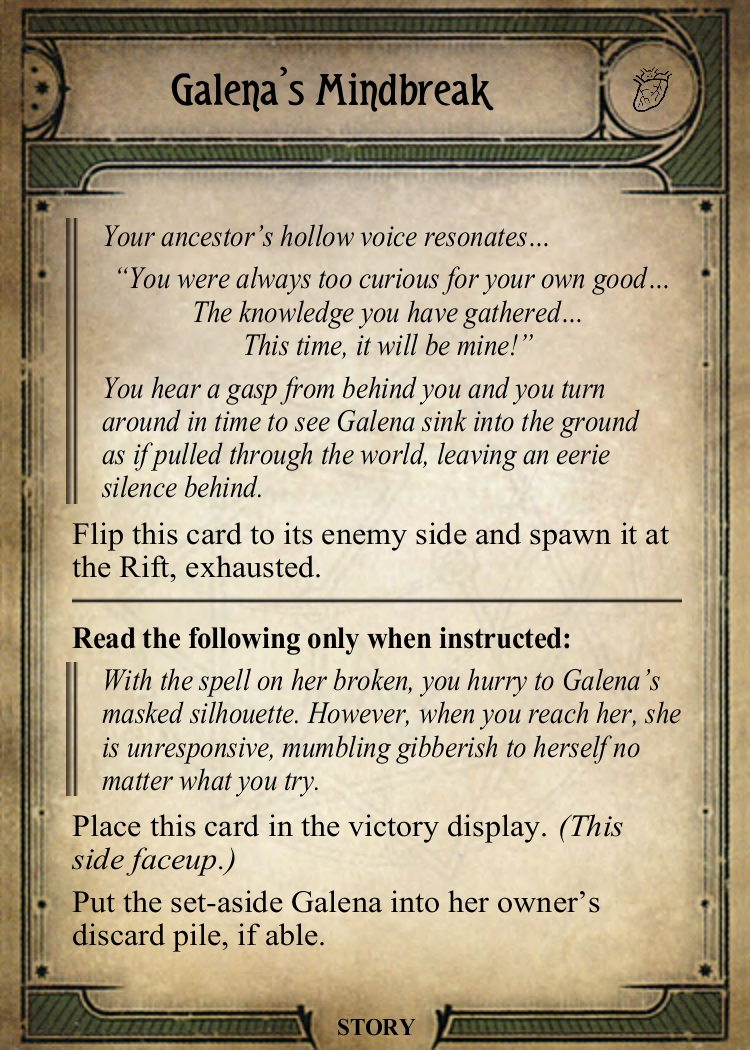 Galena’s Mindbreak
Your ancestor’s hollow voice resonates…
“You were always too curious for your own good…
The knowledge you have gathered…
This time, it will be mine!”
You hear a gasp from behind you and you turn
around in time to see Galena sink into the ground
as if pulled through the world, leaving an eerie
silence behind.
Flip this card to its enemy side and spawn it at
the Rift, exhausted.
Read the following only when instructed:
With the spell on her broken, you hurry to Galena’s
masked silhouette. However, when you reach her, she
is unresponsive, mumbling gibberish to herself no
matter what you try.
Place this card in the victory display. (This
side faceup.)
Put the set-aside Galena into her owner’s
discard pile, if able.
STORY